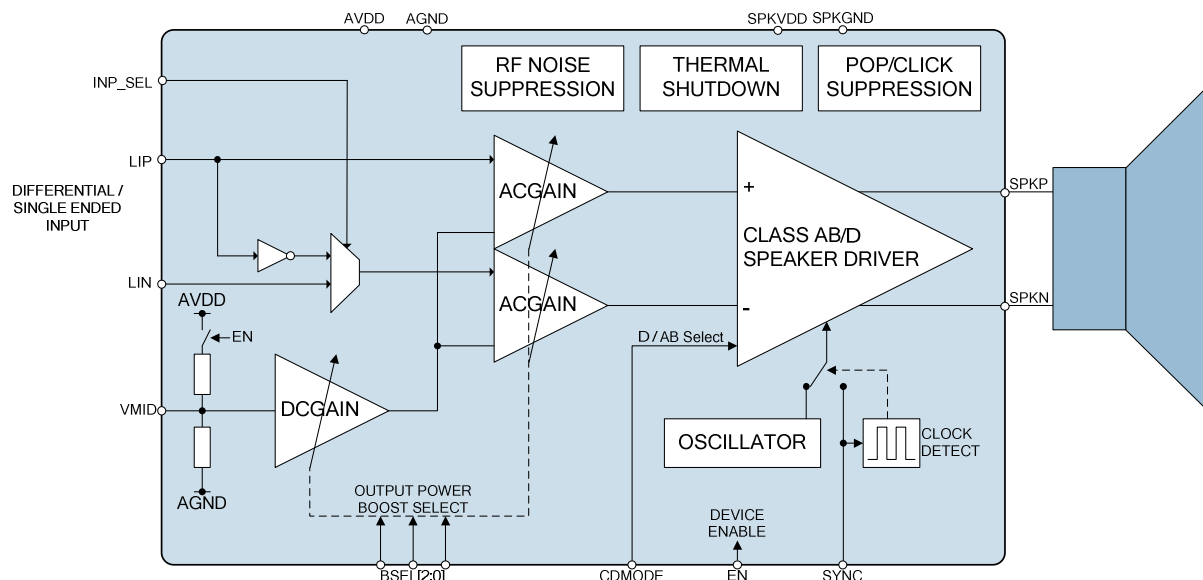 AVDD
AGND
SPKVDD
SPKGND
RF NOISE
SUPPRESSION
THERMAL
SHUTDOWN
POP/CLICK
SUPPRESSION
INP_SEL
LIP
DIFFERENTIAL /
SINGLE ENDED
INPUT
LIN
ACGAIN
ACGAIN
+
CLASS AB/D
SPEAKER DRIVER
-
SPKP
SPKN
AVDD
EN
D / AB Select
VMID
DCGAIN
AGND
OSCILLATOR
CLOCK
DETECT
OUTPUT POWER
BOOST SELECT
DEVICE
ENABLE
BSEL[2:0]
CDMODE
EN
SYNC